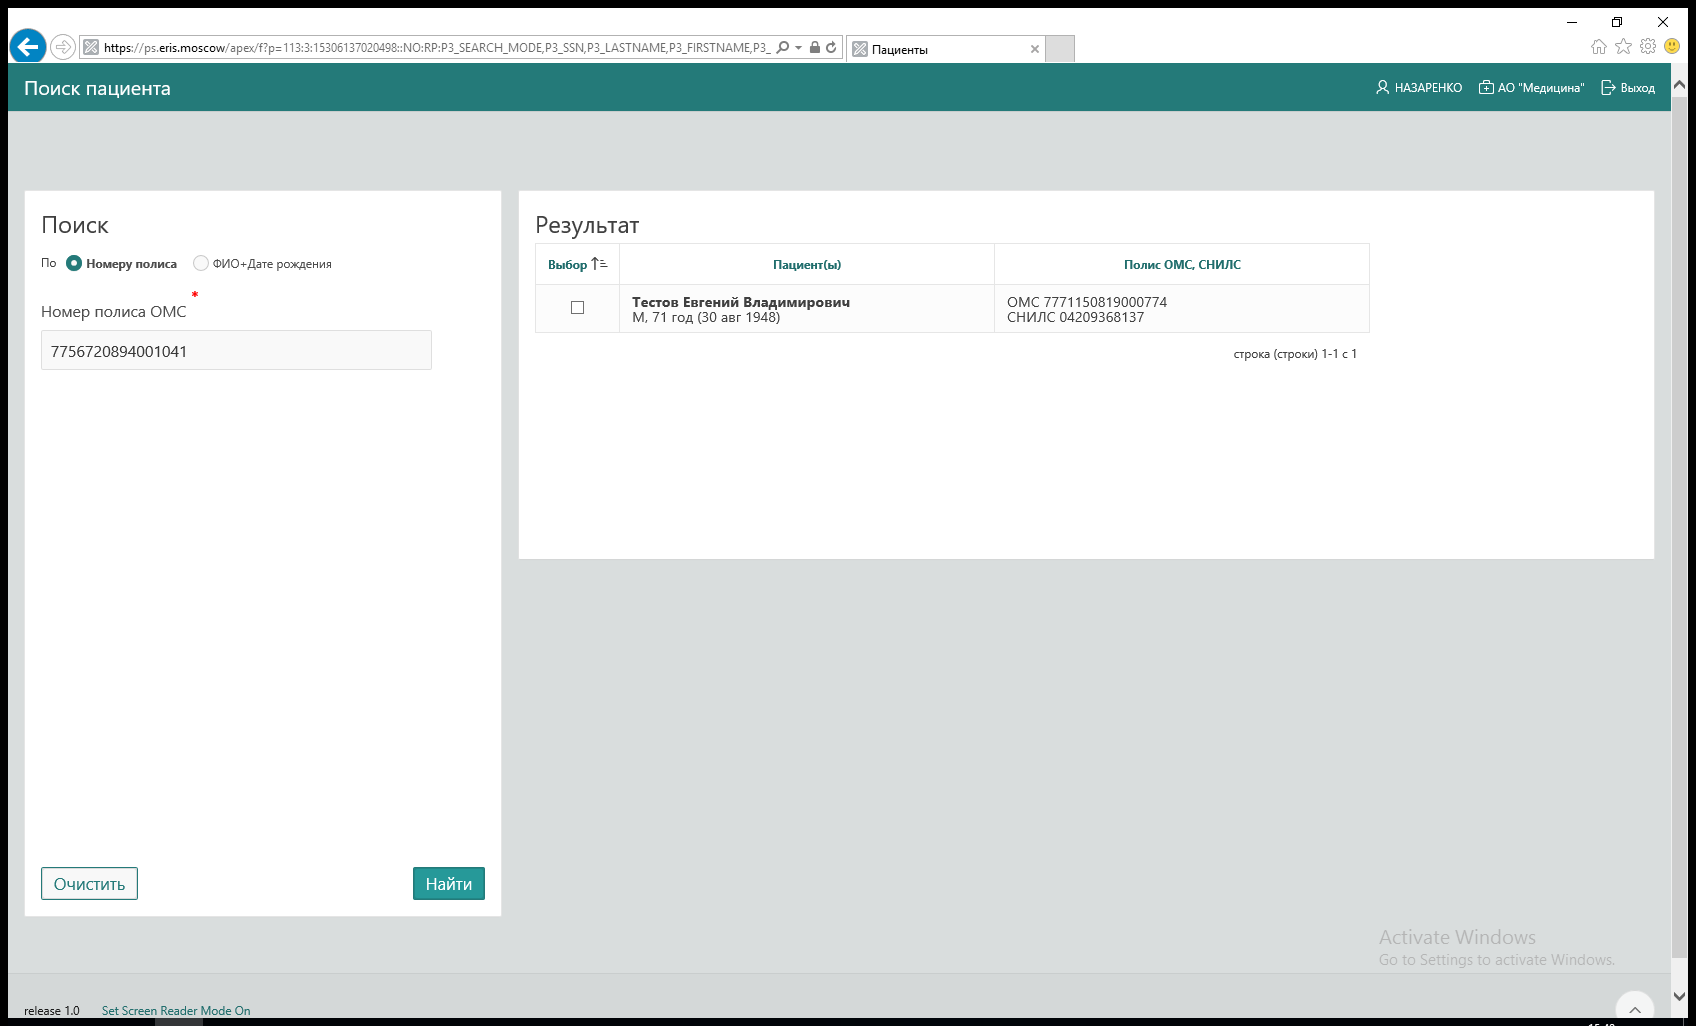 https://ps.eris.moscow/apex/f?p=113:3:15306137020498::NO:RP:P3_SEARCH_MODE,P3_SSN,P3_LASTNAME,P3_FIRSTNAME,P3_
Пациенты
Поиск пациента
НАЗАРЕНКО
АО "Медицина"
Выход
Поиск
По
Номеру полиса
ФИО+Дате рождения
Номер полиса ОМС *
7756720894001041
Очистить
Найти
Результат
Выбор
Пациент(ы)
Полис ОМС, СНИЛС
Тестов Евгений Владимирович
М, 71 год (30 авг 1948)
ОМС 7771150819000774
СНИЛС 04209368137
строка (строки) 1-1 с 1
Activate Windows
Go to Settings to activate Windows.
release 1.0
Set Screen Reader Mode On